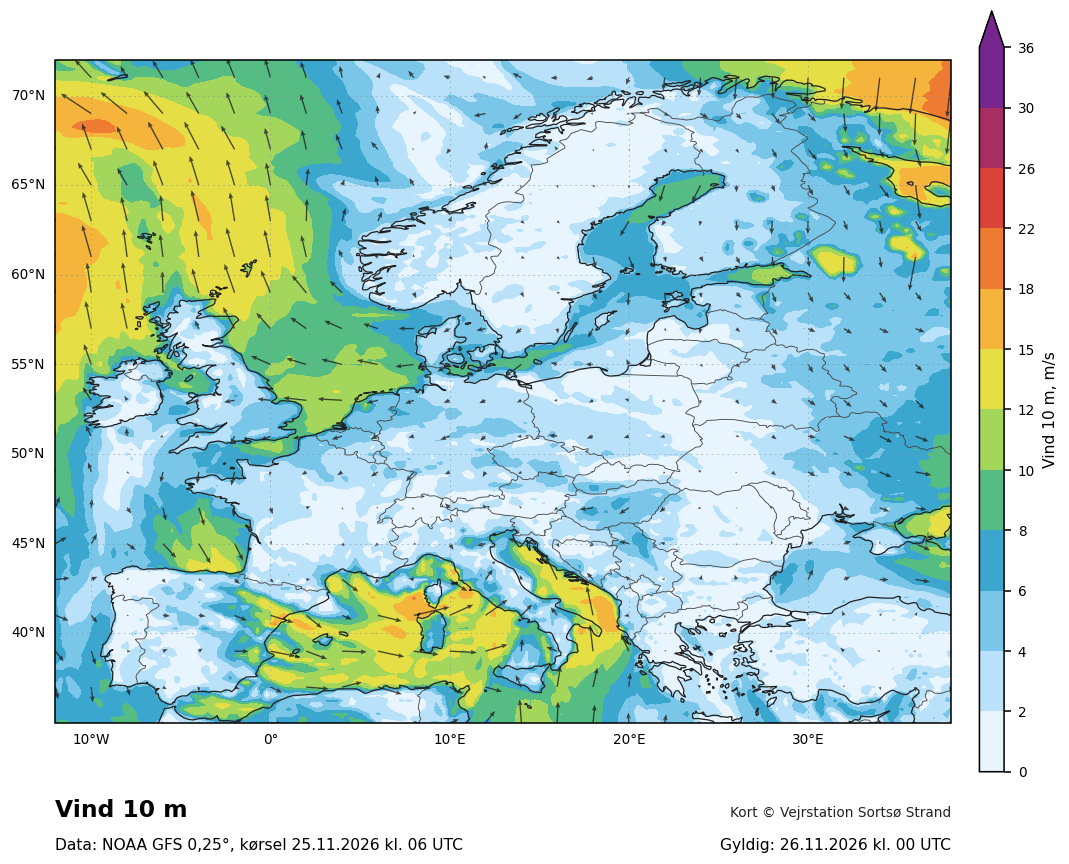 70°N
65°N
60°N
55°N
50°N
45°N
40°N
10°W
0°
10°E
20°E
30°E
36
30
26
22
18
15
12
10
8
6
4
2
0
Vind 10 m, m/s
Vind 10 m
Kort © Vejrstation Sortsø Strand
Data: NOAA GFS 0,25°, kørsel 25.11.2026 kl. 06 UTC
Gyldig: 26.11.2026 kl. 00 UTC